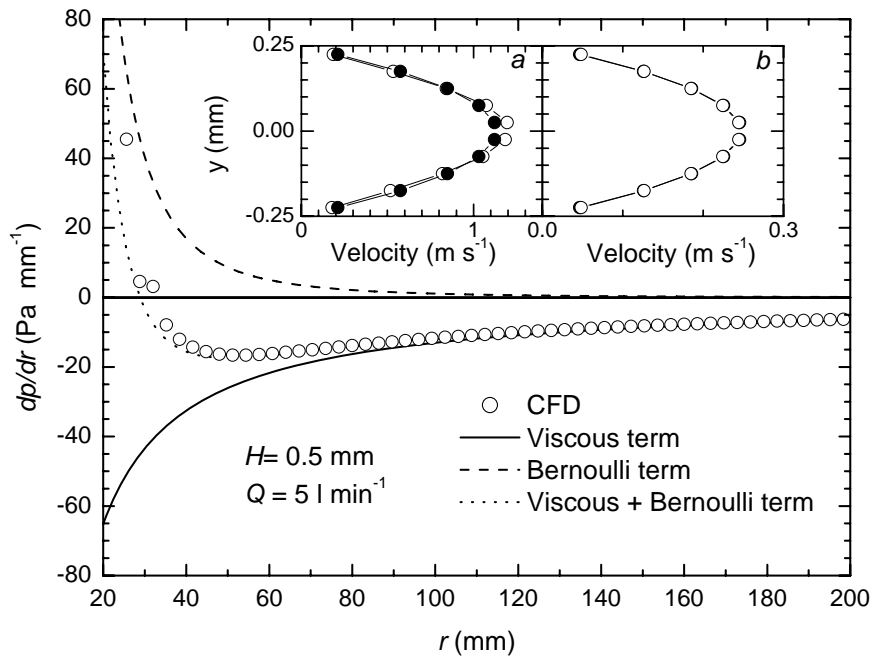 80
60
40
20
0
-20
-40
-60
-80
dp/dr (Pa mm⁻¹)
0.25
0.00
-0.25
y (mm)
a
b
1
0.0
0.3
Velocity (m s⁻¹)
Velocity (m s⁻¹)
CFD
Viscous term
Bernoulli term
Viscous + Bernoulli term
H= 0.5 mm
Q = 5 l min⁻¹
20 40 60 80 100 120 140 160 180 200
r (mm)